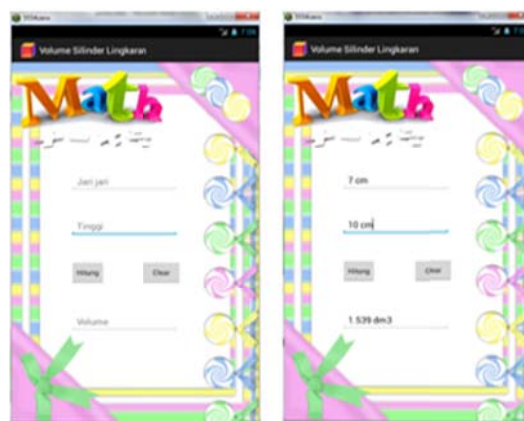 Volume Silinder Lingkaran
Math
Jari jari
Tinggi
Hitung Clear
Volume
Volume Silinder Lingkaran
Math
7 cm
10 cm
Hitung Clear
1.539 dm3